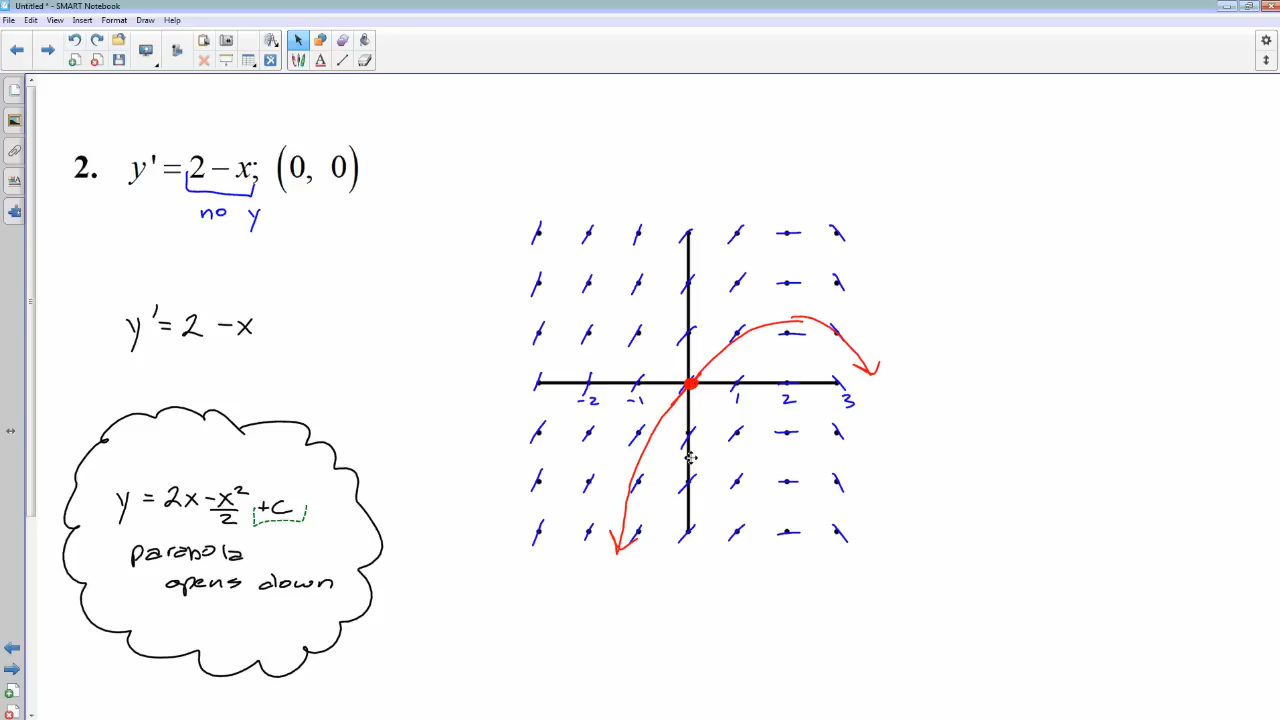 Untitled * - SMART Notebook
File Edit View Insert Format Draw Help
2. y' = 2 − x; (0, 0)
no y
y' = 2 - x
y = 2x - x²/2 + C
parabola
opens down
-2 -1 1 2 3